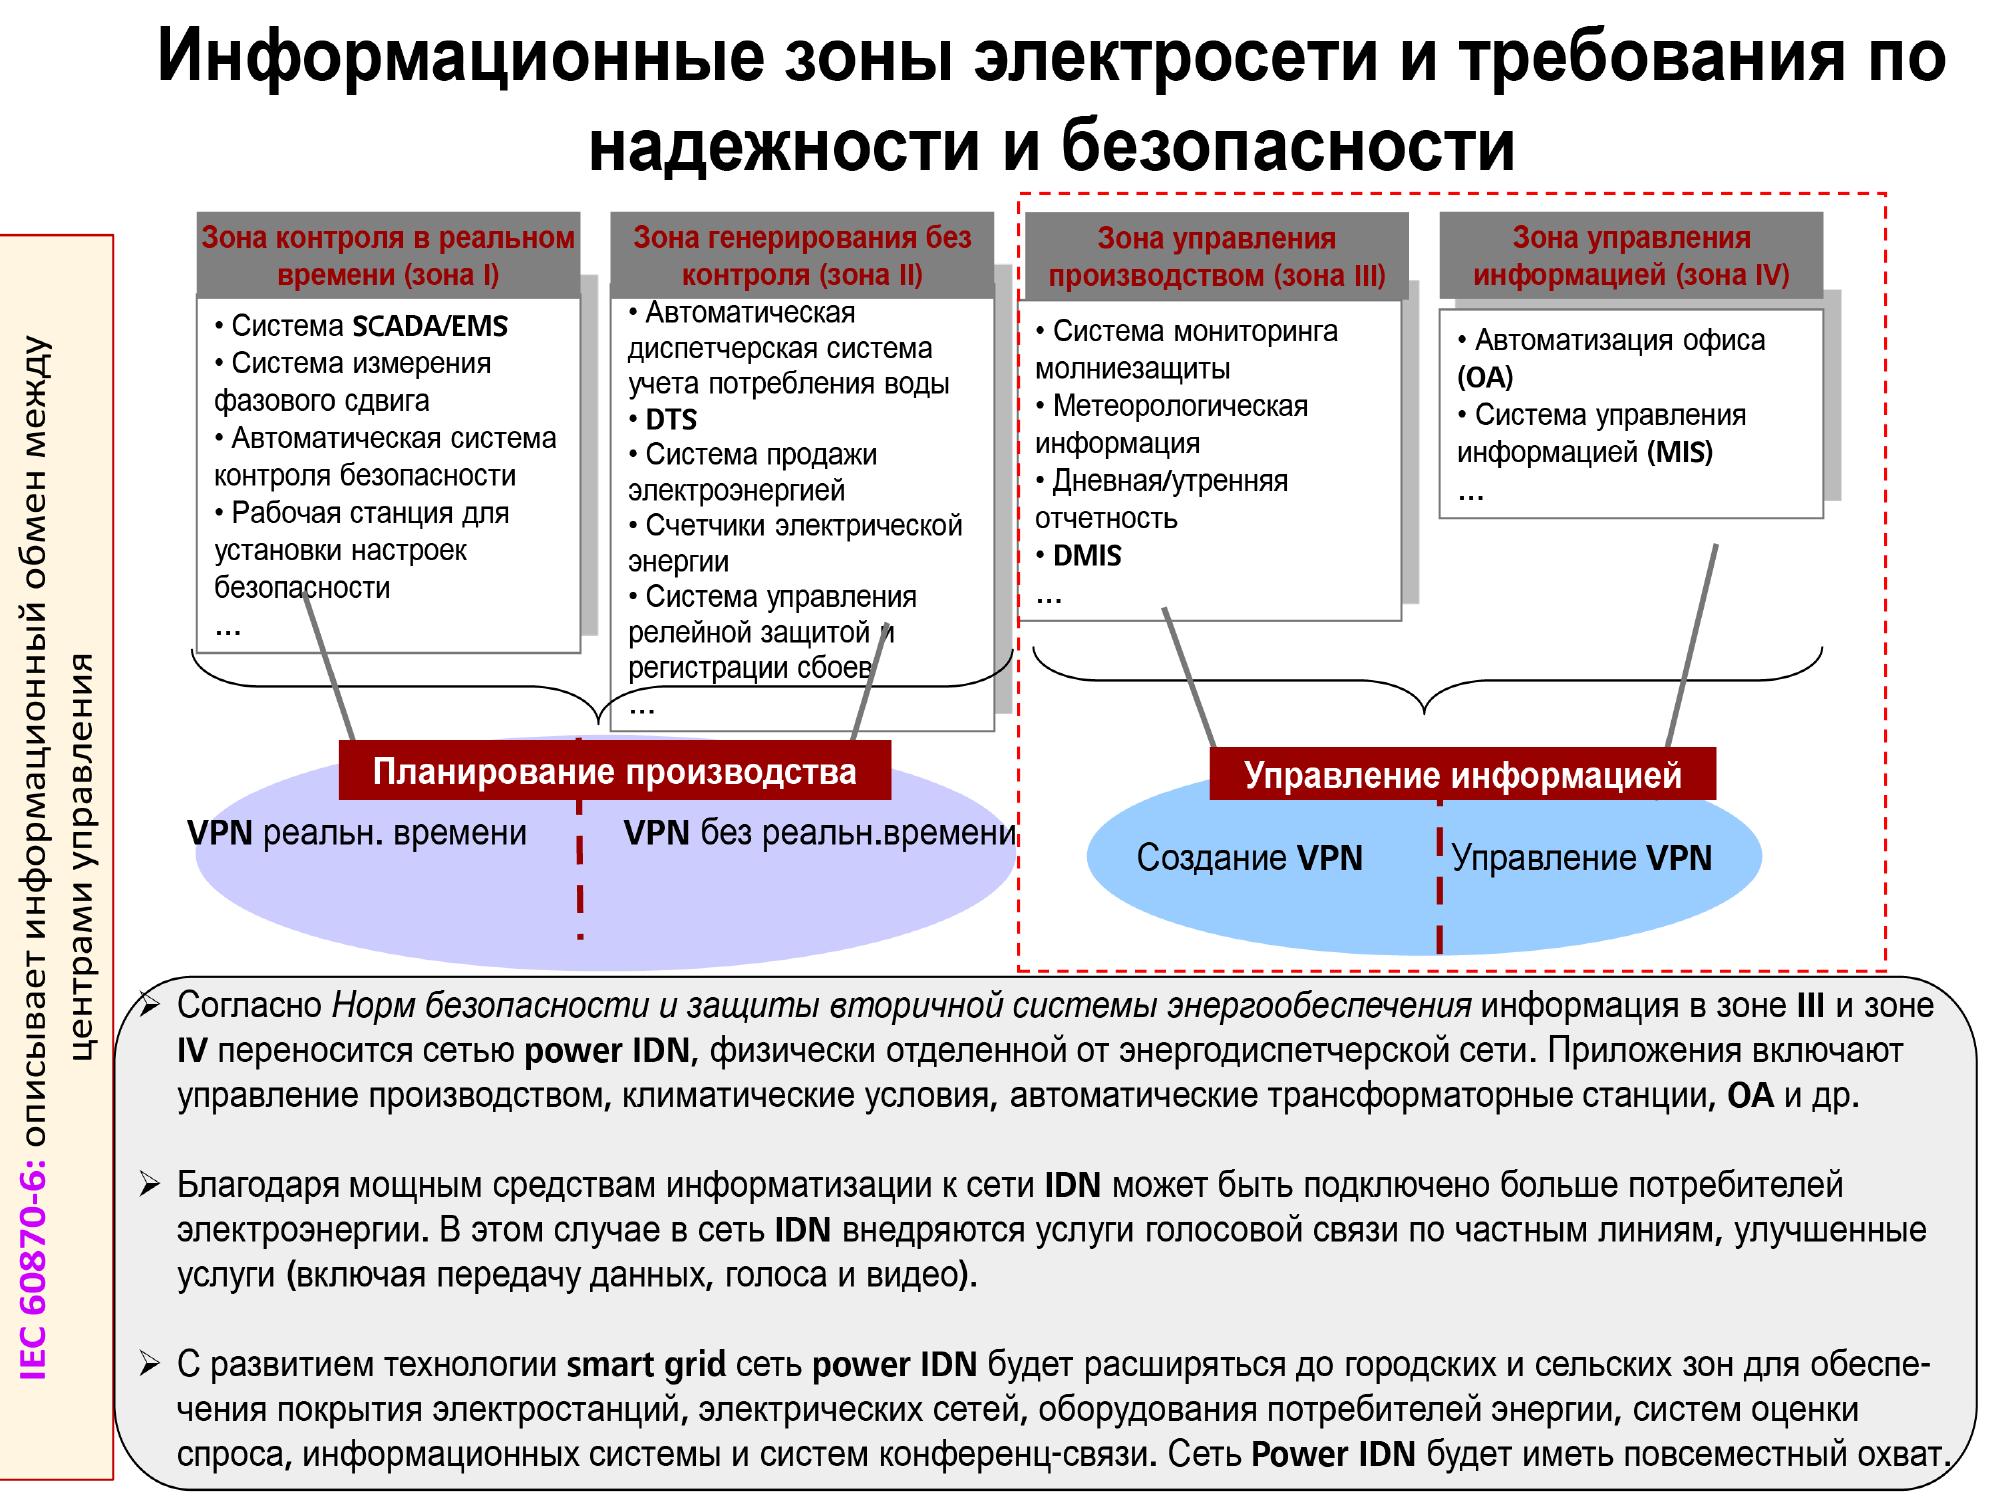 Информационные зоны электросети и требования по
надежности и безопасности
IEC 60870-6: описывает информационный обмен между
центрами управления
Зона контроля в реальном
времени (зона I)
• Система SCADA/EMS
• Система измерения
фазового сдвига
• Автоматическая система
контроля безопасности
• Рабочая станция для
установки настроек
безопасности
...
Зона генерирования без
контроля (зона II)
• Автоматическая
диспетчерская система
учета потребления воды
• DTS
• Система продажи
электроэнергией
• Счетчики электрической
энергии
• Система управления
релейной защитой и
регистрации сбоев
...
Зона управления
производством (зона III)
• Система мониторинга
молниезащиты
• Метеорологическая
информация
• Дневная/утренняя
отчетность
• DMIS
...
Зона управления
информацией (зона IV)
• Автоматизация офиса
(OA)
• Система управления
информацией (MIS)
...
Планирование производства
VPN реальн. времени
VPN без реальн.времени
Управление информацией
Создание VPN
Управление VPN
➢ Согласно Норм безопасности и защиты вторичной системы энергообеспечения информация в зоне III и зоне
IV переносится сетью power IDN, физически отделенной от энергодиспетчерской сети. Приложения включают
управление производством, климатические условия, автоматические трансформаторные станции, OA и др.
➢ Благодаря мощным средствам информатизации к сети IDN может быть подключено больше потребителей
электроэнергии. В этом случае в сеть IDN внедряются услуги голосовой связи по частным линиям, улучшенные
услуги (включая передачу данных, голоса и видео).
➢ С развитием технологии smart grid сеть power IDN будет расширяться до городских и сельских зон для обеспе-
чения покрытия электростанций, электрических сетей, оборудования потребителей энергии, систем оценки
спроса, информационных системы и систем конференц-связи. Сеть Power IDN будет иметь повсеместный охват.